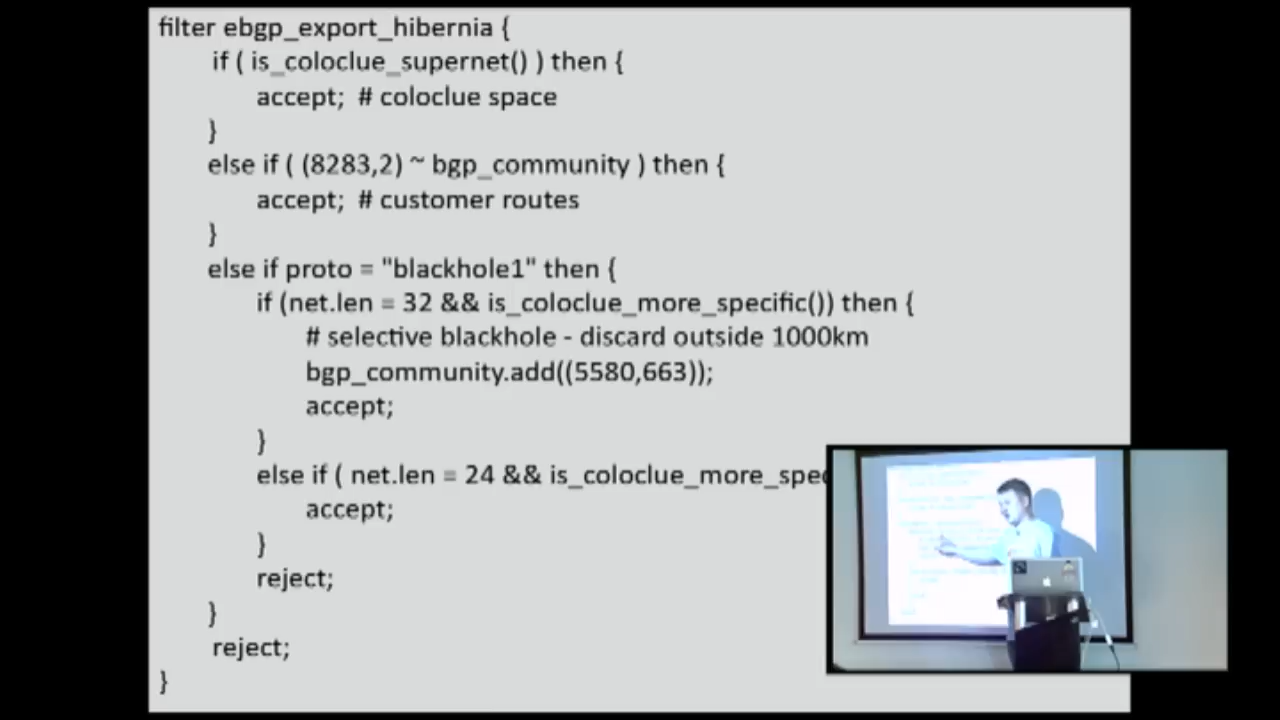 filter ebgp_export_hibernia {
if ( is_coloclue_supernet() ) then {
accept; # coloclue space
}
else if ( (8283,2) ~ bgp_community ) then {
accept; # customer routes
}
else if proto = "blackhole1" then {
if (net.len = 32 && is_coloclue_more_specific()) then {
# selective blackhole - discard outside 1000km
bgp_community.add((5580,663));
accept;
}
else if ( net.len = 24 && is_coloclue_more_spec
accept;
}
reject;
}
reject;
}